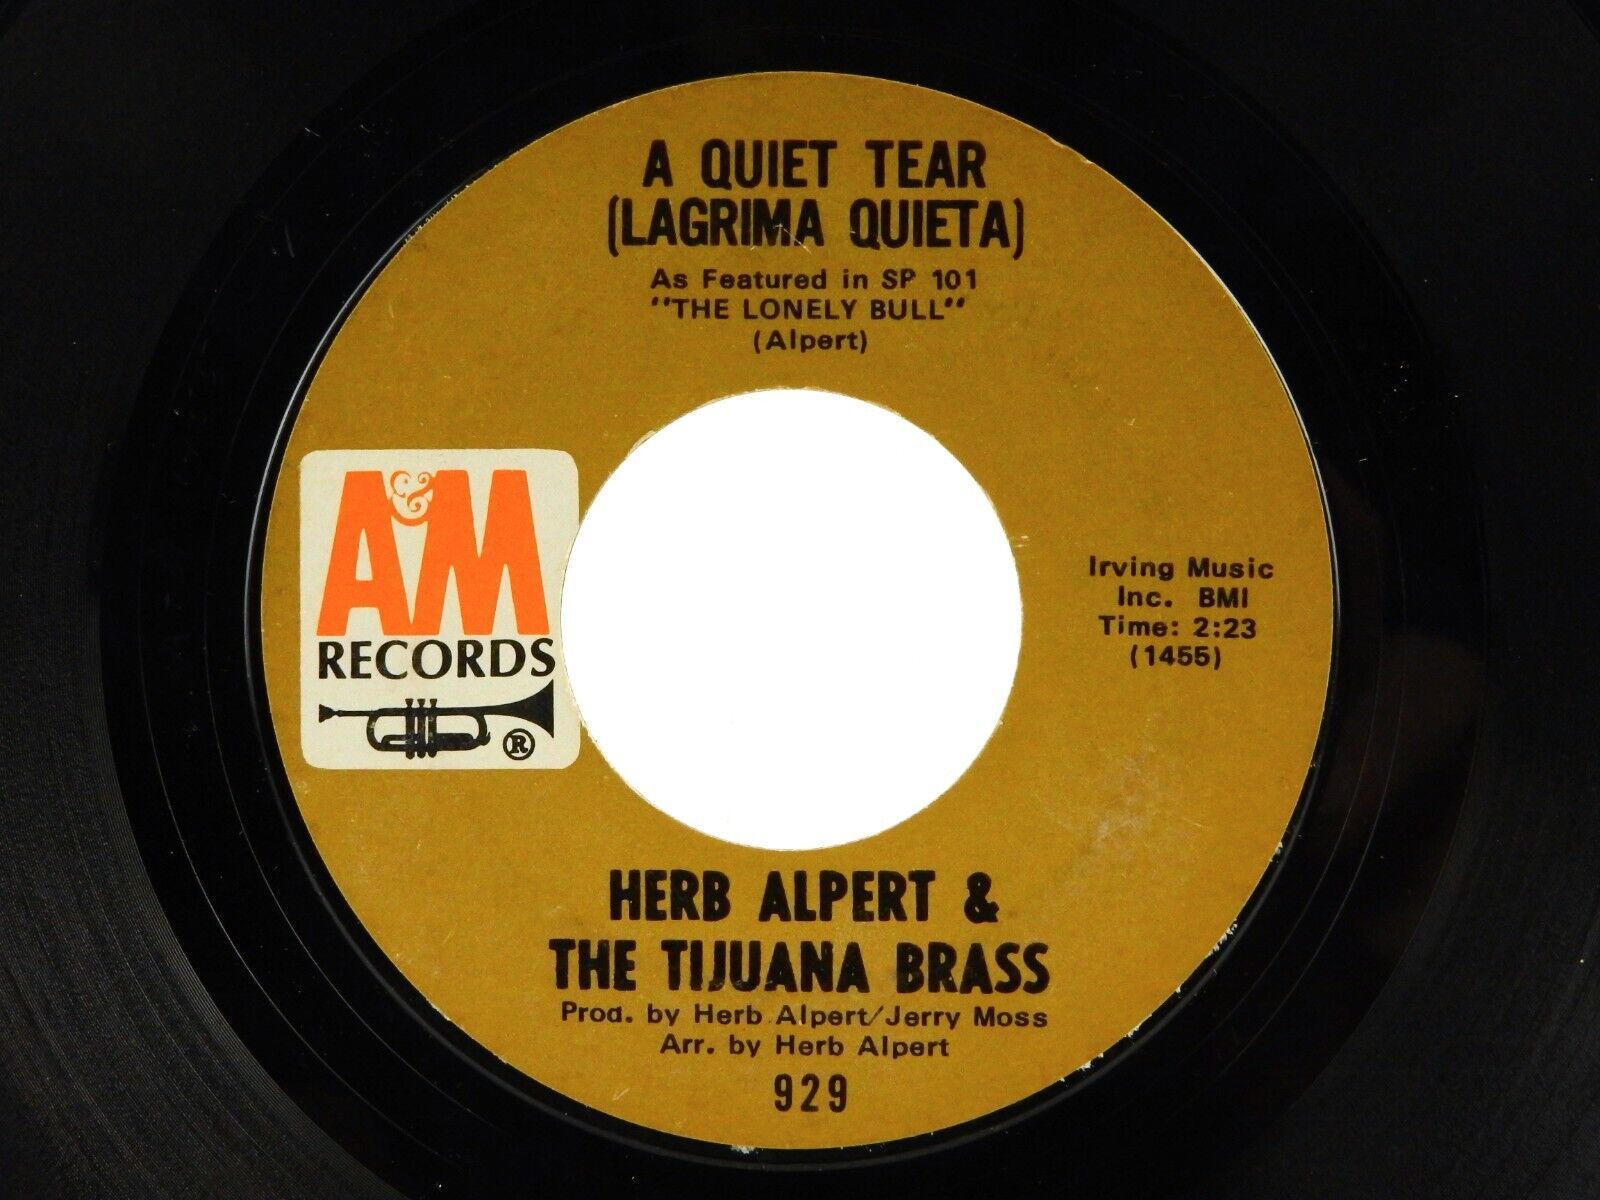 A QUIET TEAR
(LAGRIMA QUIETA)
As Featured in SP 101
"THE LONELY BULL"
(Alpert)
A&M
RECORDS
®
Irving Music
Inc. BMI
Time: 2:23
(1455)
HERB ALPERT &
THE TIJUANA BRASS
Prod. by Herb Alpert/Jerry Moss
Arr. by Herb Alpert
929